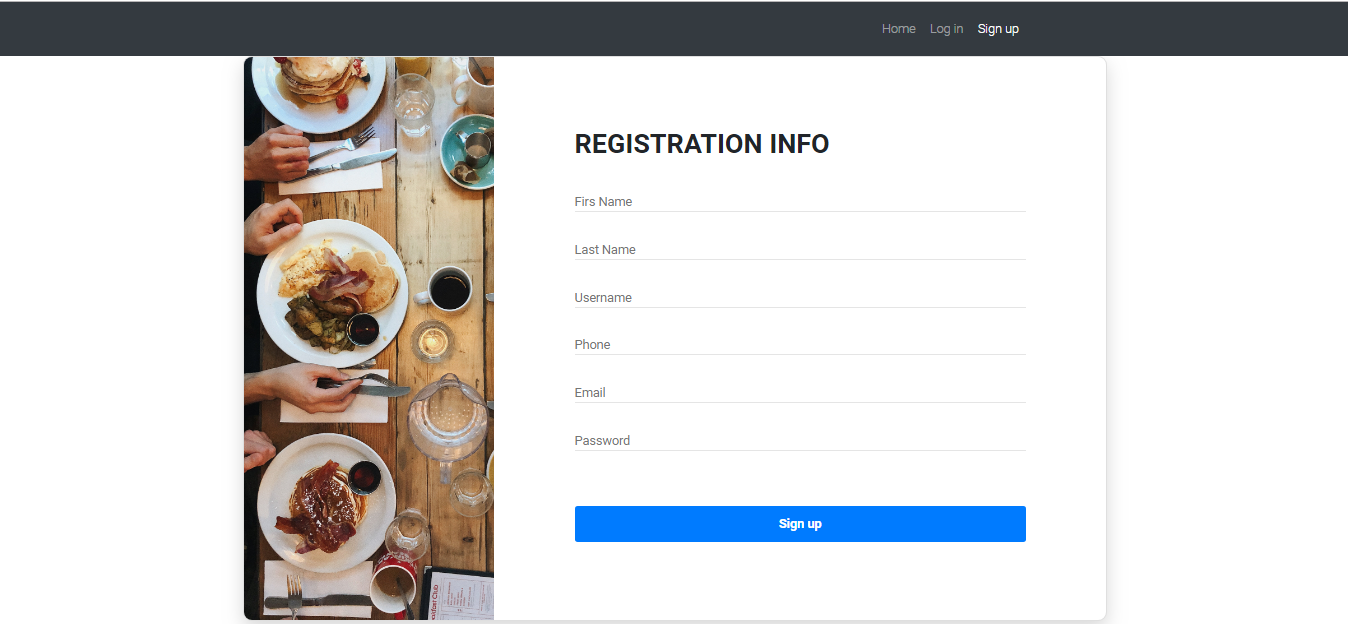 Home Log in Sign up
REGISTRATION INFO
Firs Name
Last Name
Username
Phone
Email
Password
Sign up